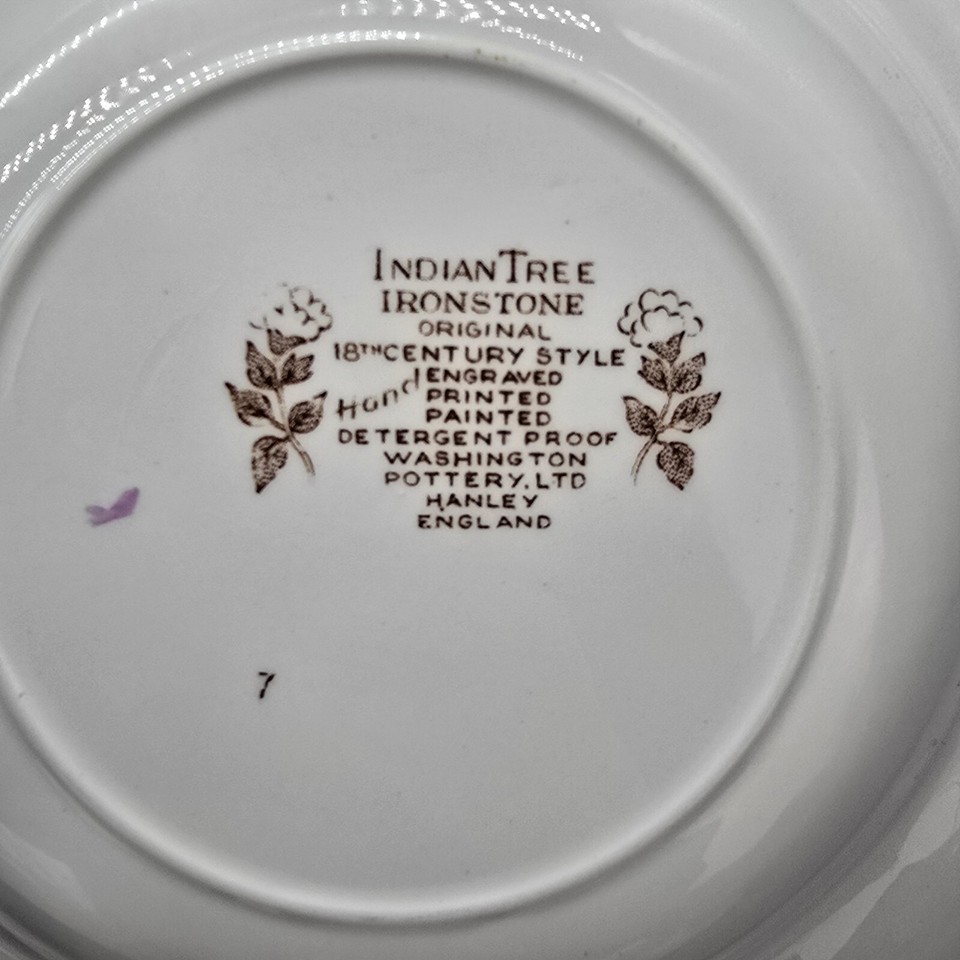 INDIAN TREE
IRONSTONE
ORIGINAL
18TH CENTURY STYLE
Hand ENGRAVED
PRINTED
PAINTED
DETERGENT PROOF
WASHINGTON
POTTERY, LTD
HANLEY
ENGLAND
7